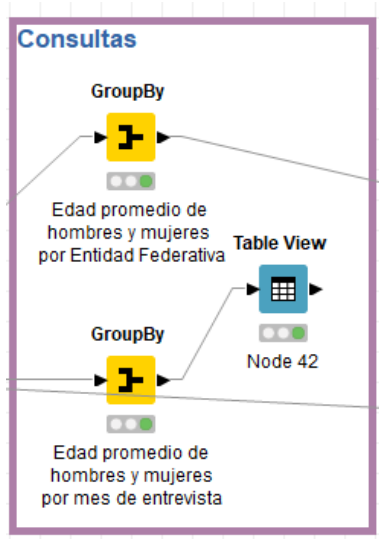 Consultas
GroupBy
Edad promedio de
hombres y mujeres
por Entidad Federativa
Table View
Node 42
GroupBy
Edad promedio de
hombres y mujeres
por mes de entrevista